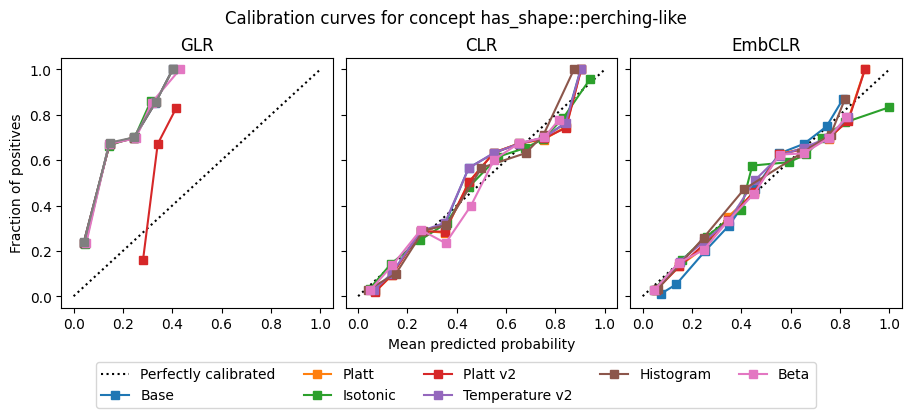 Calibration curves for concept has_shape::perching-like
GLR
CLR
EmbCLR
Fraction of positives
1.0
0.8
0.6
0.4
0.2
0.0
0.0 0.2 0.4 0.6 0.8 1.0
0.0 0.2 0.4 0.6 0.8 1.0
0.0 0.2 0.4 0.6 0.8 1.0
Mean predicted probability
Perfectly calibrated
Base
Platt
Isotonic
Platt v2
Temperature v2
Histogram
Beta